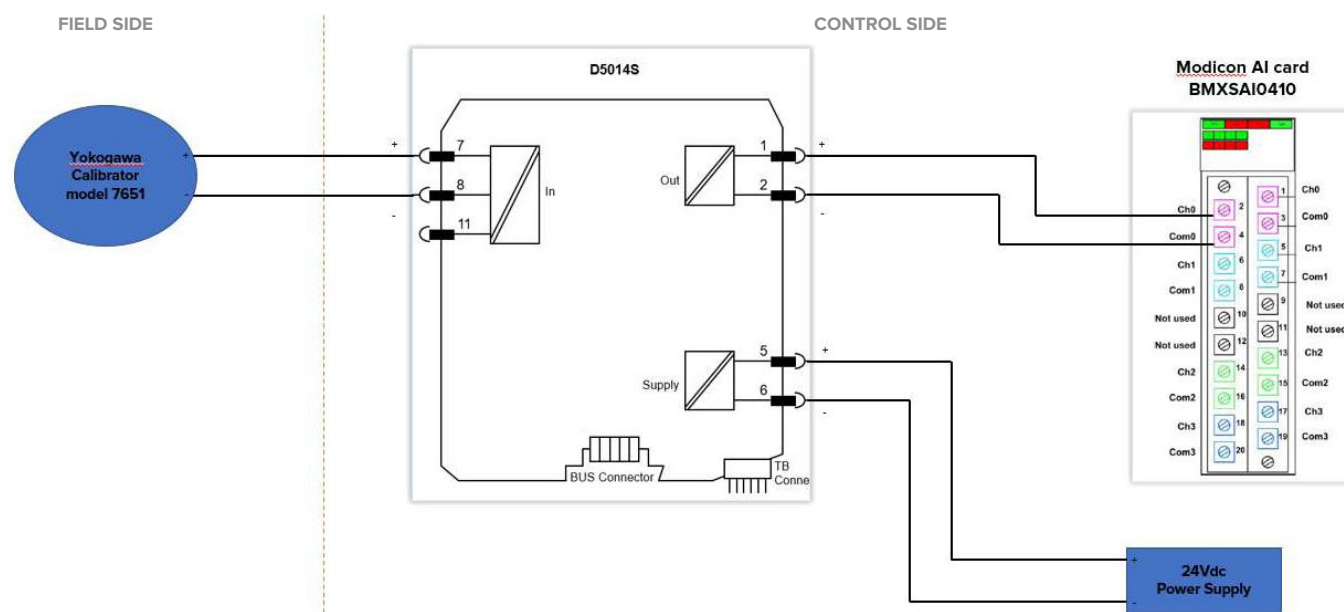 FIELD SIDE
CONTROL SIDE
D5014S
Modicon AI card
BMXSAI0410
Yokogawa
Calibrator
model 7651
+
-
+
-
7
8
11
In
Out
1
2
+
-
Supply
5
6
+
-
BUS Connector
TB
Conne
Ch0
Com0
Ch1
Com1
Not used
Not used
Ch2
Com2
Ch3
Com3
2
4
6
8
10
12
14
16
18
20
1
3
5
7
9
11
13
15
17
19
Ch0
Com0
Ch1
Com1
Not used
Not used
Ch2
Com2
Ch3
Com3
+
-
24Vdc
Power Supply